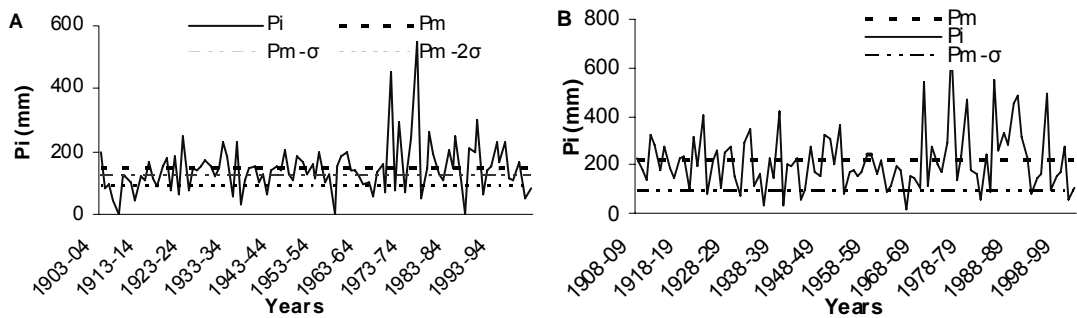 A
Pi
Pm
Pm -σ
Pm -2σ
Pi (mm)
600
400
200
0
1903-04
1913-14
1923-24
1933-34
1943-44
1953-54
1963-64
1973-74
1983-84
1993-94
Years
B
Pm
Pi
Pm -σ
Pi (mm)
800
600
400
200
0
1908-09
1918-19
1928-29
1938-39
1948-49
1958-59
1968-69
1978-79
1988-89
1998-99
Years